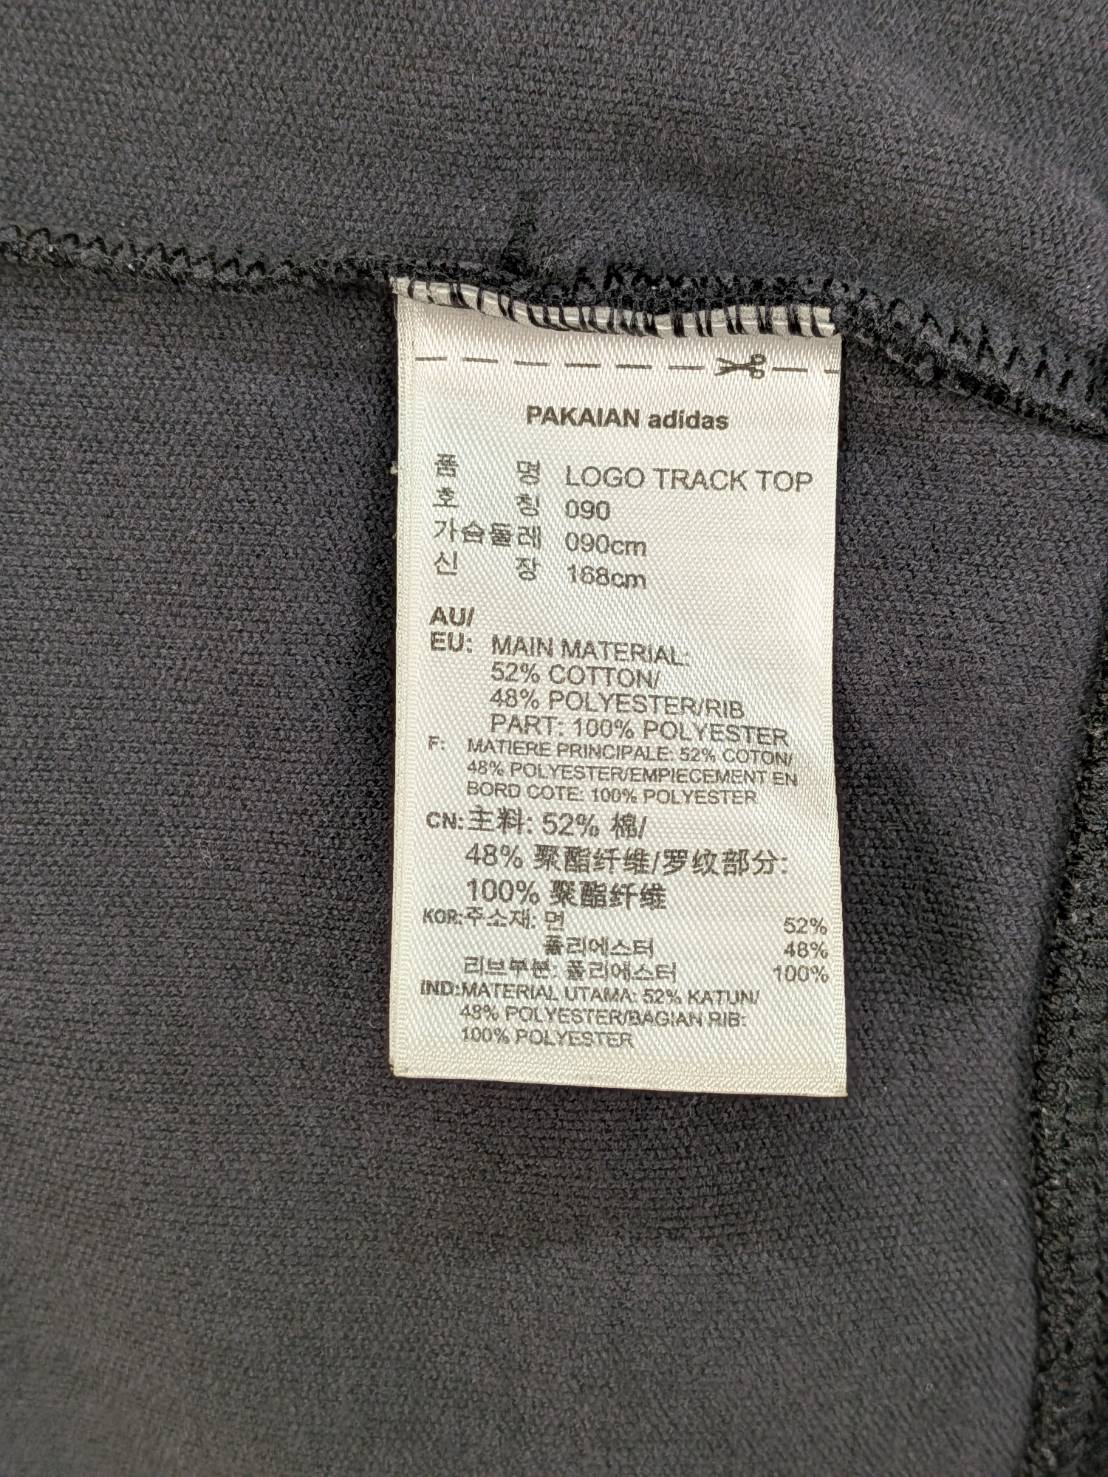 PAKAIAN adidas
품 명 LOGO TRACK TOP
호 칭 090
가슴둘레 090cm
신 장 168cm
AU/
EU: MAIN MATERIAL:
52% COTTON/
48% POLYESTER/RIB
PART: 100% POLYESTER
F: MATIERE PRINCIPALE: 52% COTON/
48% POLYESTER/EMPIECEMENT EN
BORD COTE: 100% POLYESTER
CN:主料: 52% 棉/
48% 聚酯纤维/罗纹部分:
100% 聚酯纤维
KOR:주소재: 면 52%
폴리에스터 48%
리브부분: 폴리에스터 100%
IND:MATERIAL UTAMA: 52% KATUN/
48% POLYESTER/BAGIAN RIB:
100% POLYESTER